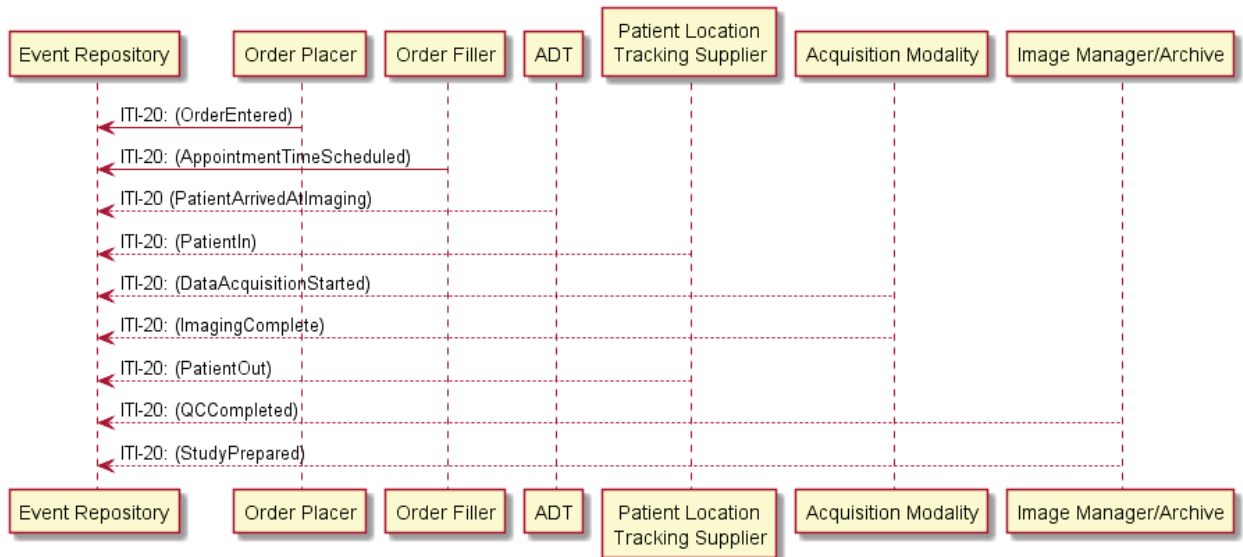 Event Repository
Order Placer
Order Filler
ADT
Patient Location
Tracking Supplier
Acquisition Modality
Image Manager/Archive
ITI-20: (OrderEntered)
ITI-20: (AppointmentTimeScheduled)
ITI-20 (PatientArrivedAtImaging)
ITI-20: (PatientIn)
ITI-20: (DataAcquisitionStarted)
ITI-20: (ImagingComplete)
ITI-20: (PatientOut)
ITI-20: (QCCompleted)
ITI-20: (StudyPrepared)
Event Repository
Order Placer
Order Filler
ADT
Patient Location
Tracking Supplier
Acquisition Modality
Image Manager/Archive